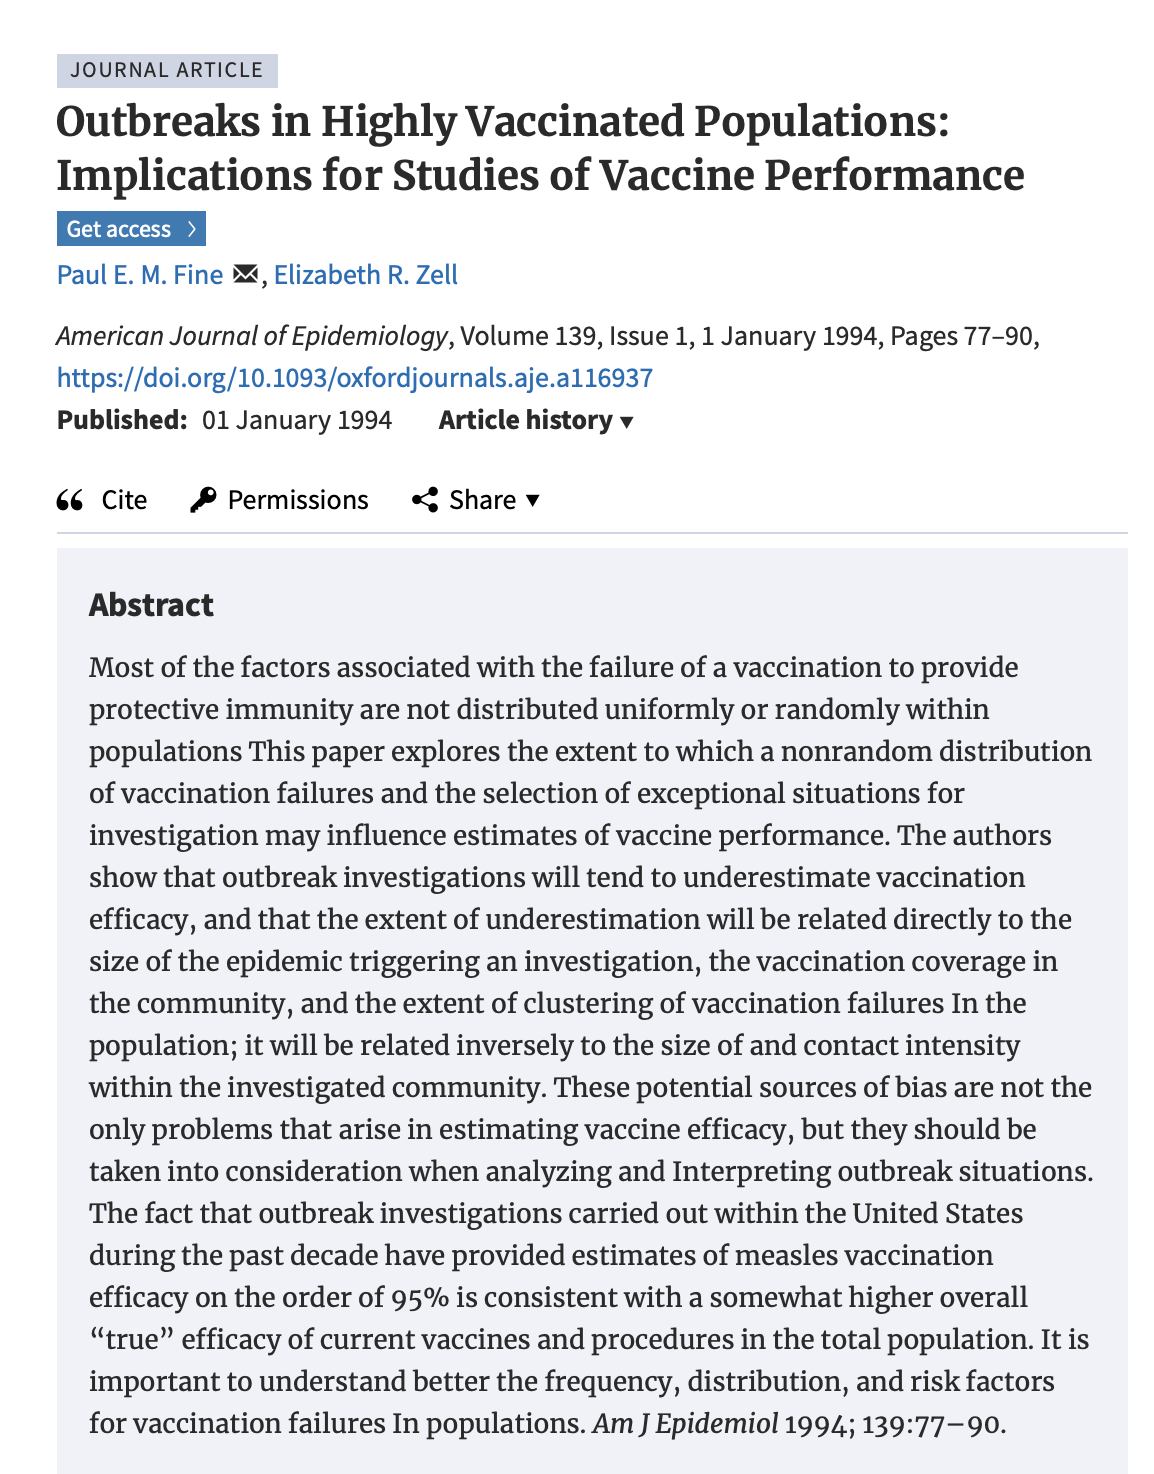 JOURNAL ARTICLE
Outbreaks in Highly Vaccinated Populations:
Implications for Studies of Vaccine Performance
Get access
Paul E. M. Fine , Elizabeth R. Zell
American Journal of Epidemiology, Volume 139, Issue 1, 1 January 1994, Pages 77–90,
https://doi.org/10.1093/oxfordjournals.aje.a116937
Published: 01 January 1994 Article history ▾
Cite Permissions Share ▾
Abstract
Most of the factors associated with the failure of a vaccination to provide
protective immunity are not distributed uniformly or randomly within
populations This paper explores the extent to which a nonrandom distribution
of vaccination failures and the selection of exceptional situations for
investigation may influence estimates of vaccine performance. The authors
show that outbreak investigations will tend to underestimate vaccination
efficacy, and that the extent of underestimation will be related directly to the
size of the epidemic triggering an investigation, the vaccination coverage in
the community, and the extent of clustering of vaccination failures In the
population; it will be related inversely to the size of and contact intensity
within the investigated community. These potential sources of bias are not the
only problems that arise in estimating vaccine efficacy, but they should be
taken into consideration when analyzing and Interpreting outbreak situations.
The fact that outbreak investigations carried out within the United States
during the past decade have provided estimates of measles vaccination
efficacy on the order of 95% is consistent with a somewhat higher overall
“true” efficacy of current vaccines and procedures in the total population. It is
important to understand better the frequency, distribution, and risk factors
for vaccination failures In populations. Am J Epidemiol 1994; 139:77–90.